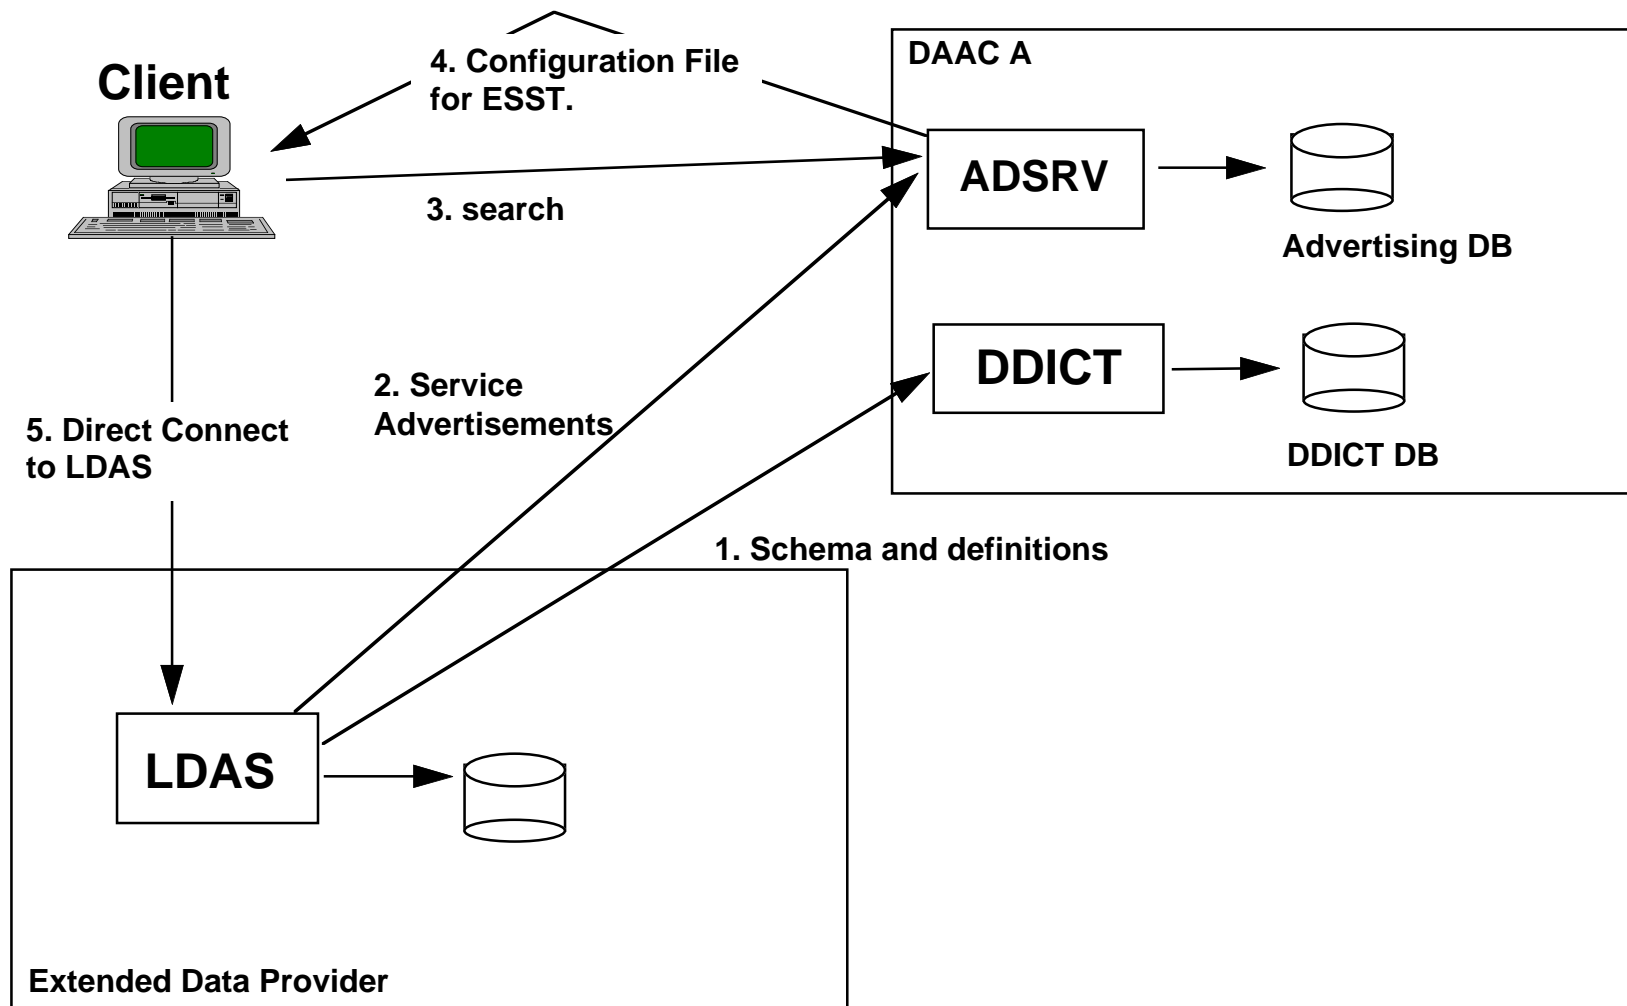 4. Configuration File
for ESST.
DAAC A
Client
ADSRV
3. search
Advertising DB
DDICT
2. Service
Advertisements
5. Direct Connect
to LDAS
DDICT DB
1. Schema and definitions
LDAS
Extended Data Provider